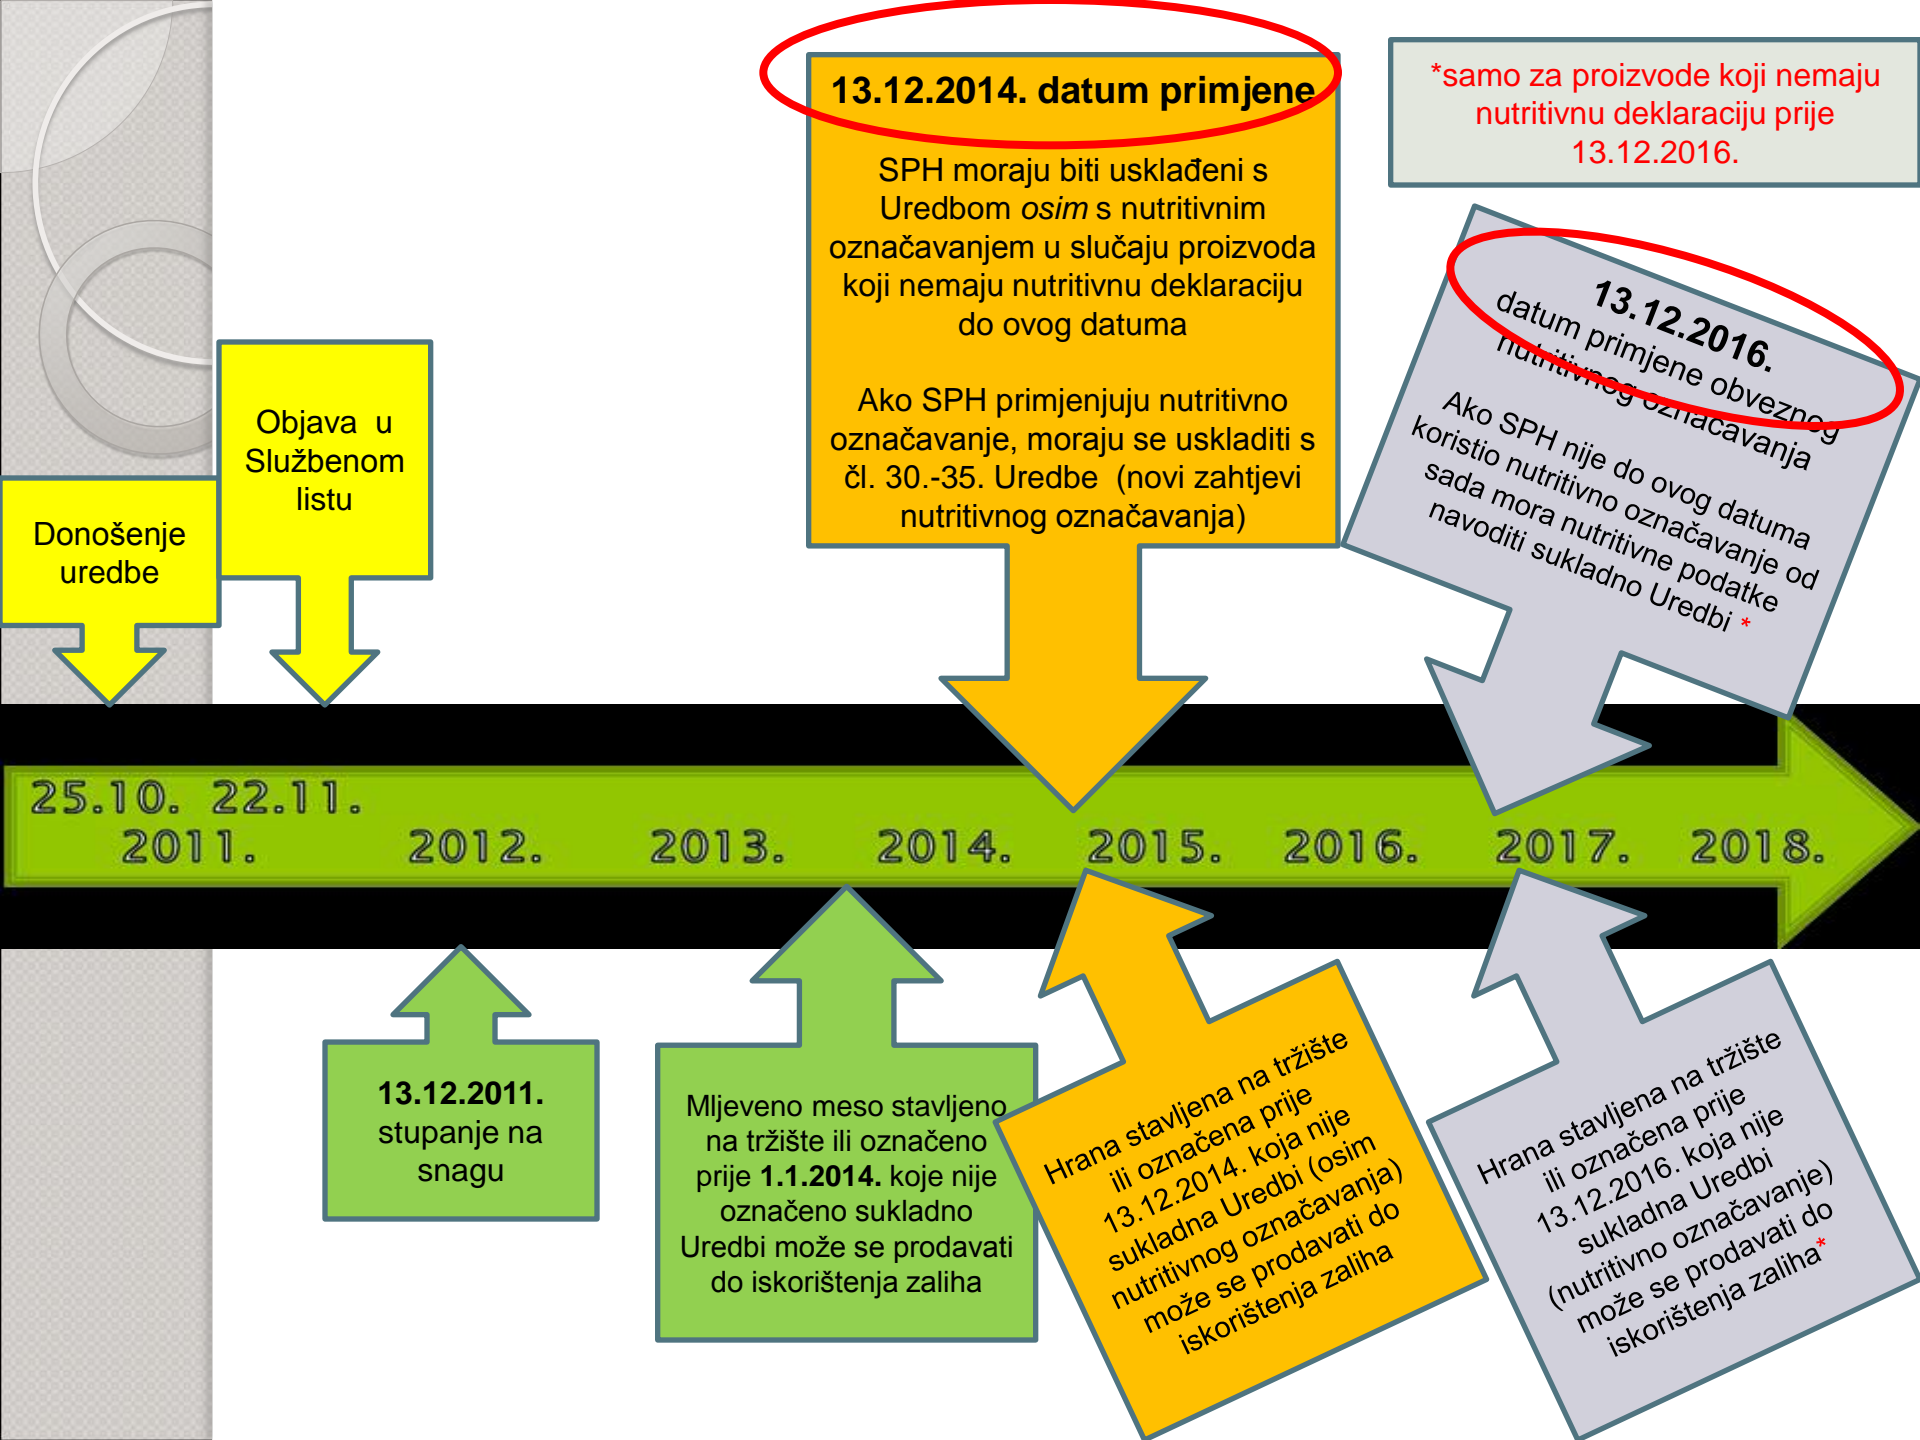 13.12.2014. datum primjene
SPH moraju biti usklađeni s
Uredbom osim s nutritivnim
označavanjem u slučaju proizvoda
koji nemaju nutritivnu deklaraciju
do ovog datuma
Ako SPH primjenjuju nutritivno
označavanje, moraju se uskladiti s
čl. 30.-35. Uredbe (novi zahtjevi
nutritivnog označavanja)
*samo za proizvode koji nemaju
nutritivnu deklaraciju prije
13.12.2016.
13.12.2016.
datum primjene obveznog
nutritivnog označavanja
Ako SPH nije do ovog datuma
koristio nutritivno označavanje od
sada mora nutritivne podatke
navoditi sukladno Uredbi *
Objava u
Službenom
listu
Donošenje
uredbe
25.10. 22.11.
2011. 2012. 2013. 2014. 2015. 2016. 2017. 2018.
13.12.2011.
stupanje na
snagu
Mljeveno meso stavljeno
na tržište ili označeno
prije 1.1.2014. koje nije
označeno sukladno
Uredbi može se prodavati
do iskorištenja zaliha
Hrana stavljena na tržište
ili označena prije
13.12.2014. koja nije
sukladna Uredbi (osim
nutritivnog označavanja)
može se prodavati do
iskorištenja zaliha
Hrana stavljena na tržište
ili označena prije
13.12.2016. koja nije
sukladna Uredbi
(nutritivno označavanje)
može se prodavati do
iskorištenja zaliha*